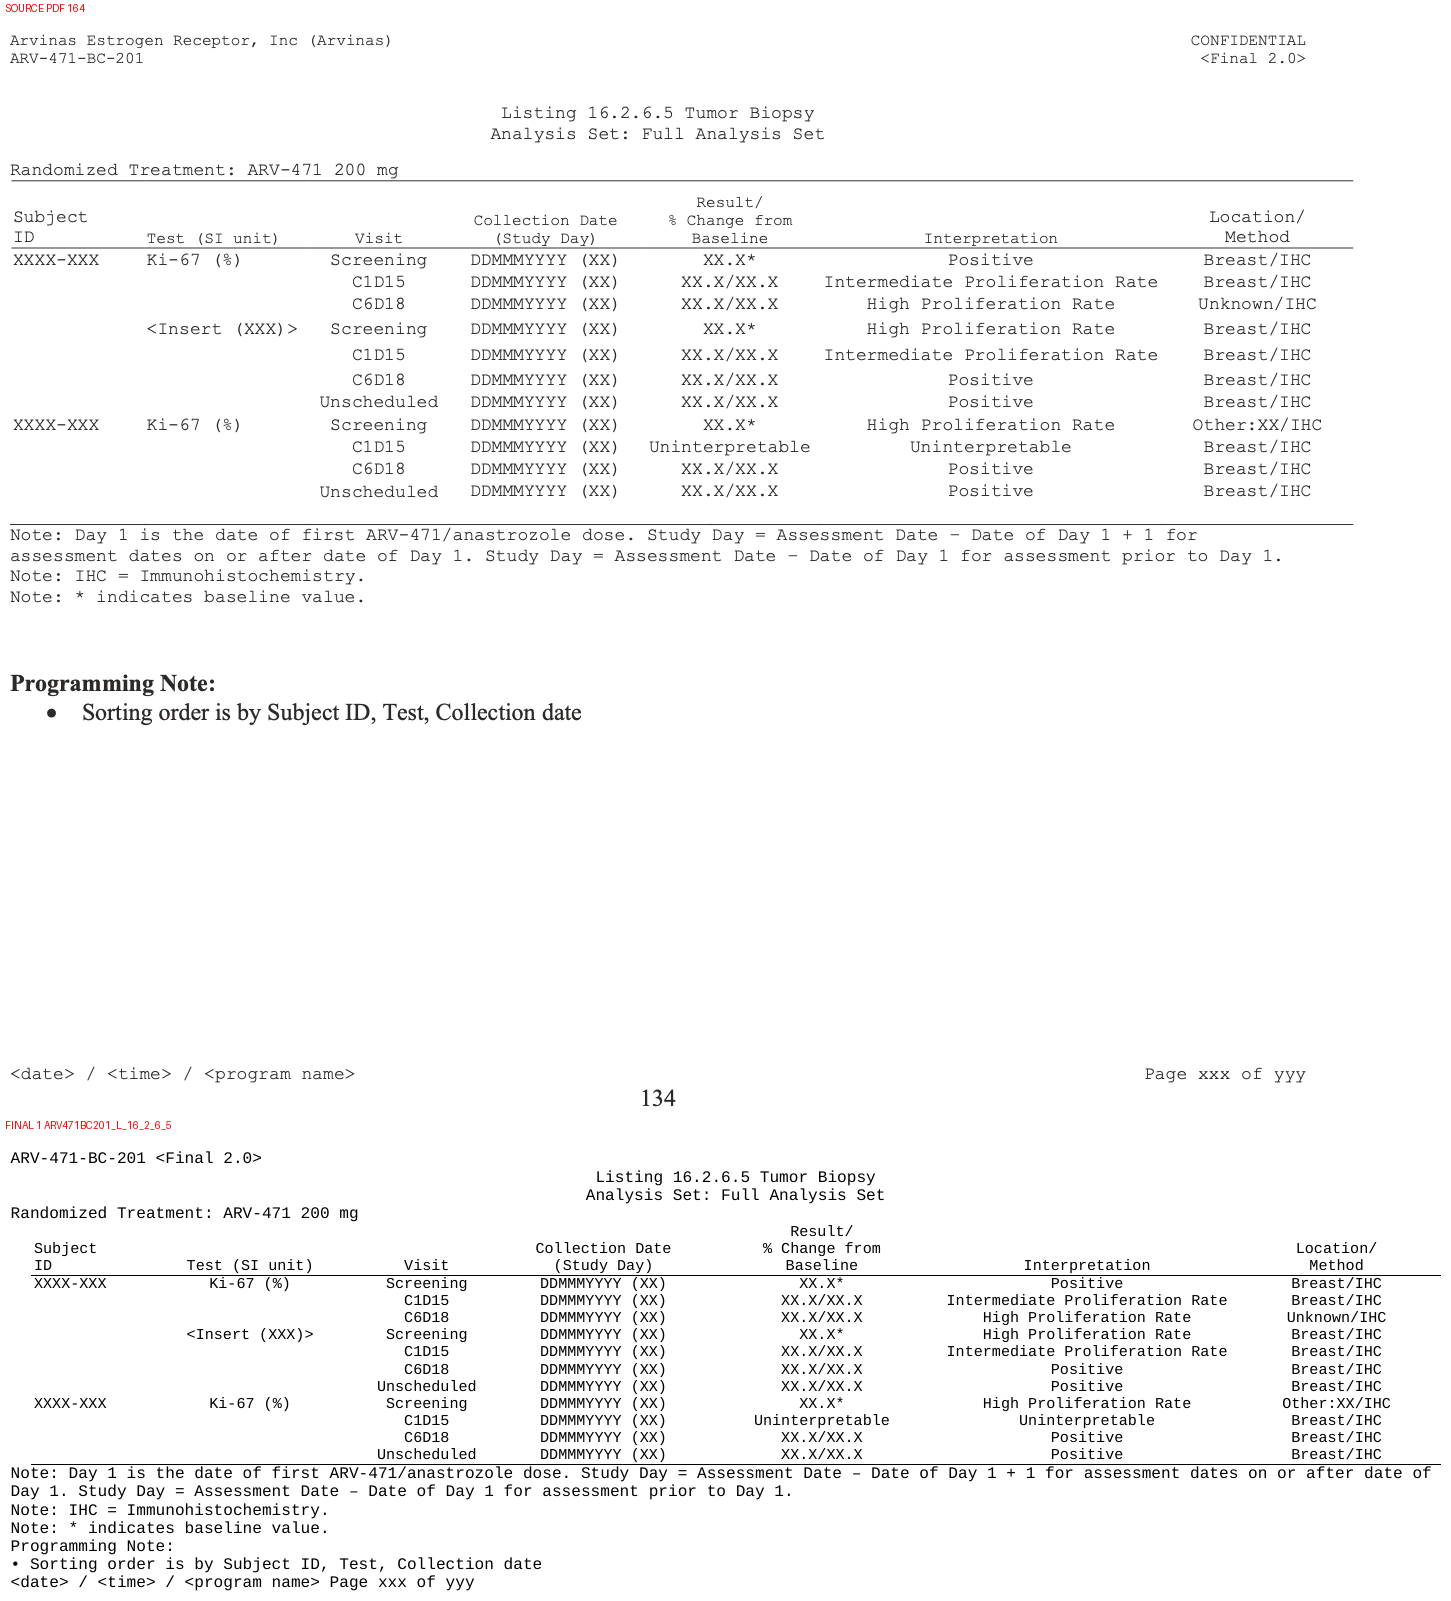 SOURCE PDF 164
Arvinas Estrogen Receptor, Inc (Arvinas) CONFIDENTIAL
ARV-471-BC-201 <Final 2.0>
Listing 16.2.6.5 Tumor Biopsy
Analysis Set: Full Analysis Set
Randomized Treatment: ARV-471 200 mg
Result/
Subject Collection Date % Change from Location/
ID Test (SI unit) Visit (Study Day) Baseline Interpretation Method
XXXX-XXX Ki-67 (%) Screening DDMMMYYYY (XX) XX.X* Positive Breast/IHC
C1D15 DDMMMYYYY (XX) XX.X/XX.X Intermediate Proliferation Rate Breast/IHC
C6D18 DDMMMYYYY (XX) XX.X/XX.X High Proliferation Rate Unknown/IHC
<Insert (XXX)> Screening DDMMMYYYY (XX) XX.X* High Proliferation Rate Breast/IHC
C1D15 DDMMMYYYY (XX) XX.X/XX.X Intermediate Proliferation Rate Breast/IHC
C6D18 DDMMMYYYY (XX) XX.X/XX.X Positive Breast/IHC
Unscheduled DDMMMYYYY (XX) XX.X/XX.X Positive Breast/IHC
XXXX-XXX Ki-67 (%) Screening DDMMMYYYY (XX) XX.X* High Proliferation Rate Other:XX/IHC
C1D15 DDMMMYYYY (XX) Uninterpretable Uninterpretable Breast/IHC
C6D18 DDMMMYYYY (XX) XX.X/XX.X Positive Breast/IHC
Unscheduled DDMMMYYYY (XX) XX.X/XX.X Positive Breast/IHC
Note: Day 1 is the date of first ARV-471/anastrozole dose. Study Day = Assessment Date – Date of Day 1 + 1 for
assessment dates on or after date of Day 1. Study Day = Assessment Date – Date of Day 1 for assessment prior to Day 1.
Note: IHC = Immunohistochemistry.
Note: * indicates baseline value.
Programming Note:
• Sorting order is by Subject ID, Test, Collection date
<date> / <time> / <program name> Page xxx of yyy
134
FINAL 1 ARV471BC201_L_16_2_6_5
ARV-471-BC-201 <Final 2.0>
Listing 16.2.6.5 Tumor Biopsy
Analysis Set: Full Analysis Set
Randomized Treatment: ARV-471 200 mg
Result/
Subject Collection Date % Change from Location/
ID Test (SI unit) Visit (Study Day) Baseline Interpretation Method
XXXX-XXX Ki-67 (%) Screening DDMMMYYYY (XX) XX.X* Positive Breast/IHC
C1D15 DDMMMYYYY (XX) XX.X/XX.X Intermediate Proliferation Rate Breast/IHC
C6D18 DDMMMYYYY (XX) XX.X/XX.X High Proliferation Rate Unknown/IHC
<Insert (XXX)> Screening DDMMMYYYY (XX) XX.X* High Proliferation Rate Breast/IHC
C1D15 DDMMMYYYY (XX) XX.X/XX.X Intermediate Proliferation Rate Breast/IHC
C6D18 DDMMMYYYY (XX) XX.X/XX.X Positive Breast/IHC
Unscheduled DDMMMYYYY (XX) XX.X/XX.X Positive Breast/IHC
XXXX-XXX Ki-67 (%) Screening DDMMMYYYY (XX) XX.X* High Proliferation Rate Other:XX/IHC
C1D15 DDMMMYYYY (XX) Uninterpretable Uninterpretable Breast/IHC
C6D18 DDMMMYYYY (XX) XX.X/XX.X Positive Breast/IHC
Unscheduled DDMMMYYYY (XX) XX.X/XX.X Positive Breast/IHC
Note: Day 1 is the date of first ARV-471/anastrozole dose. Study Day = Assessment Date – Date of Day 1 + 1 for assessment dates on or after date of
Day 1. Study Day = Assessment Date – Date of Day 1 for assessment prior to Day 1.
Note: IHC = Immunohistochemistry.
Note: * indicates baseline value.
Programming Note:
• Sorting order is by Subject ID, Test, Collection date
<date> / <time> / <program name> Page xxx of yyy